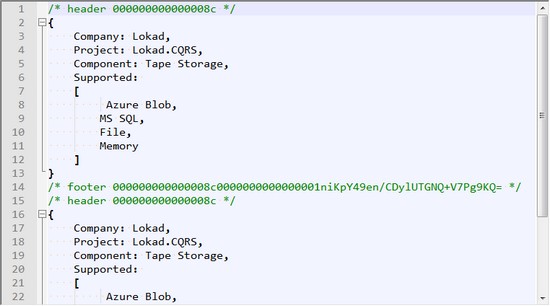 1 /* header 000000000000008c */
2 {
3 Company: Lokad,
4 Project: Lokad.CQRS,
5 Component: Tape Storage,
6 Supported:
7 [
8 Azure Blob,
9 MS SQL,
10 File,
11 Memory
12 ]
13 }
14 /* footer 000000000000008c0000000000000001niKpY49en/CDylUTGNQ+V7Pg9KQ= */
15 /* header 000000000000008c */
16 {
17 Company: Lokad,
18 Project: Lokad.CQRS,
19 Component: Tape Storage,
20 Supported:
21 [
22 Azure Blob,